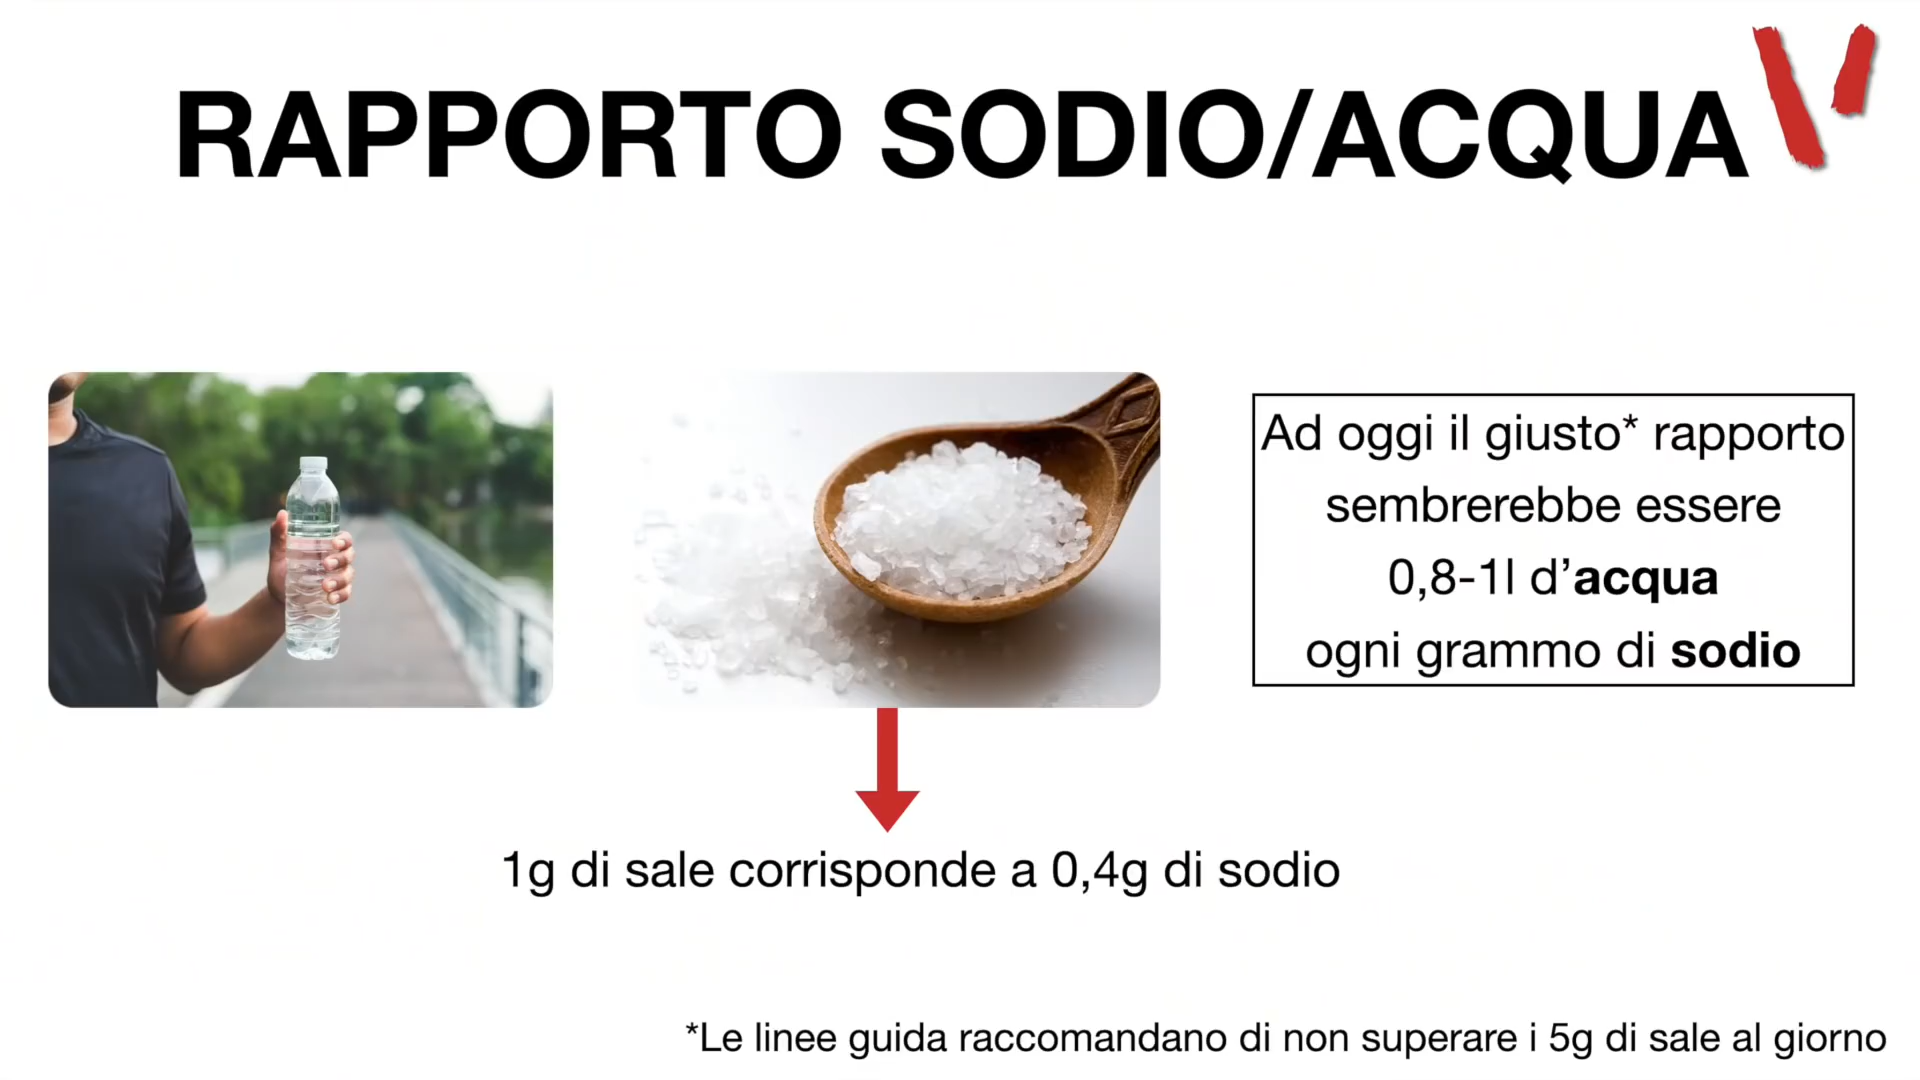 RAPPORTO SODIO/ACQUA
Ad oggi il giusto* rapporto
sembrerebbe essere
0,8-1l d’acqua
ogni grammo di sodio
1g di sale corrisponde a 0,4g di sodio
*Le linee guida raccomandano di non superare i 5g di sale al giorno